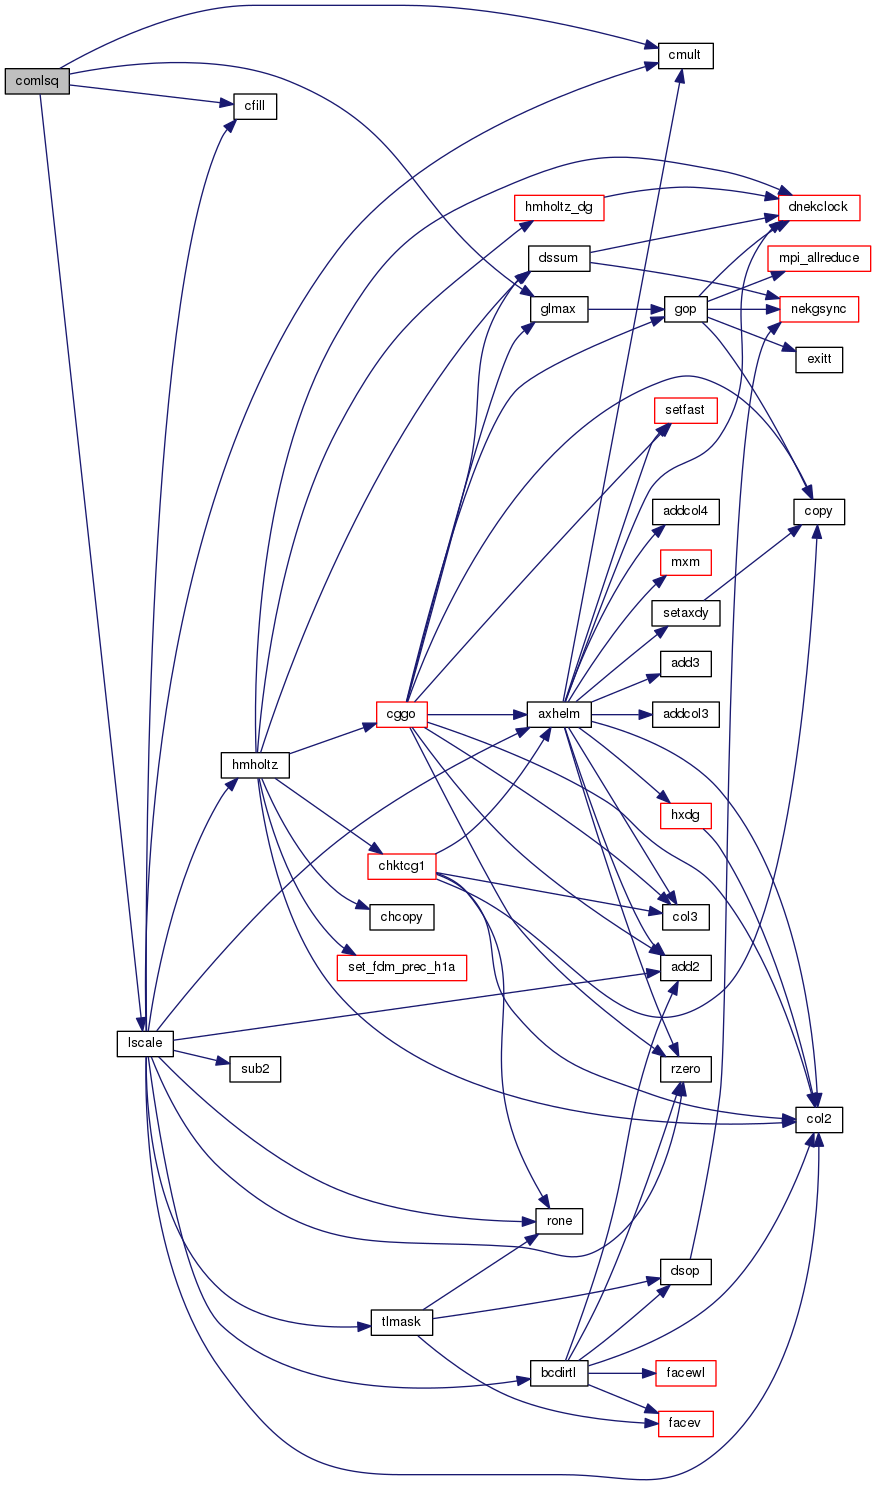 cmult
comlsq
cfill
hmholtz_dg
dnekclock
dssum
mpi_allreduce
glmax
gop
nekgsync
exitt
setfast
addcol4
copy
mxm
setaxdy
add3
cggo
axhelm
addcol3
hmholtz
hxdg
chktcg1
chcopy
col3
set_fdm_prec_h1a
add2
lscale
sub2
rzero
col2
rone
dsop
tlmask
bcdirtl
facewl
facev